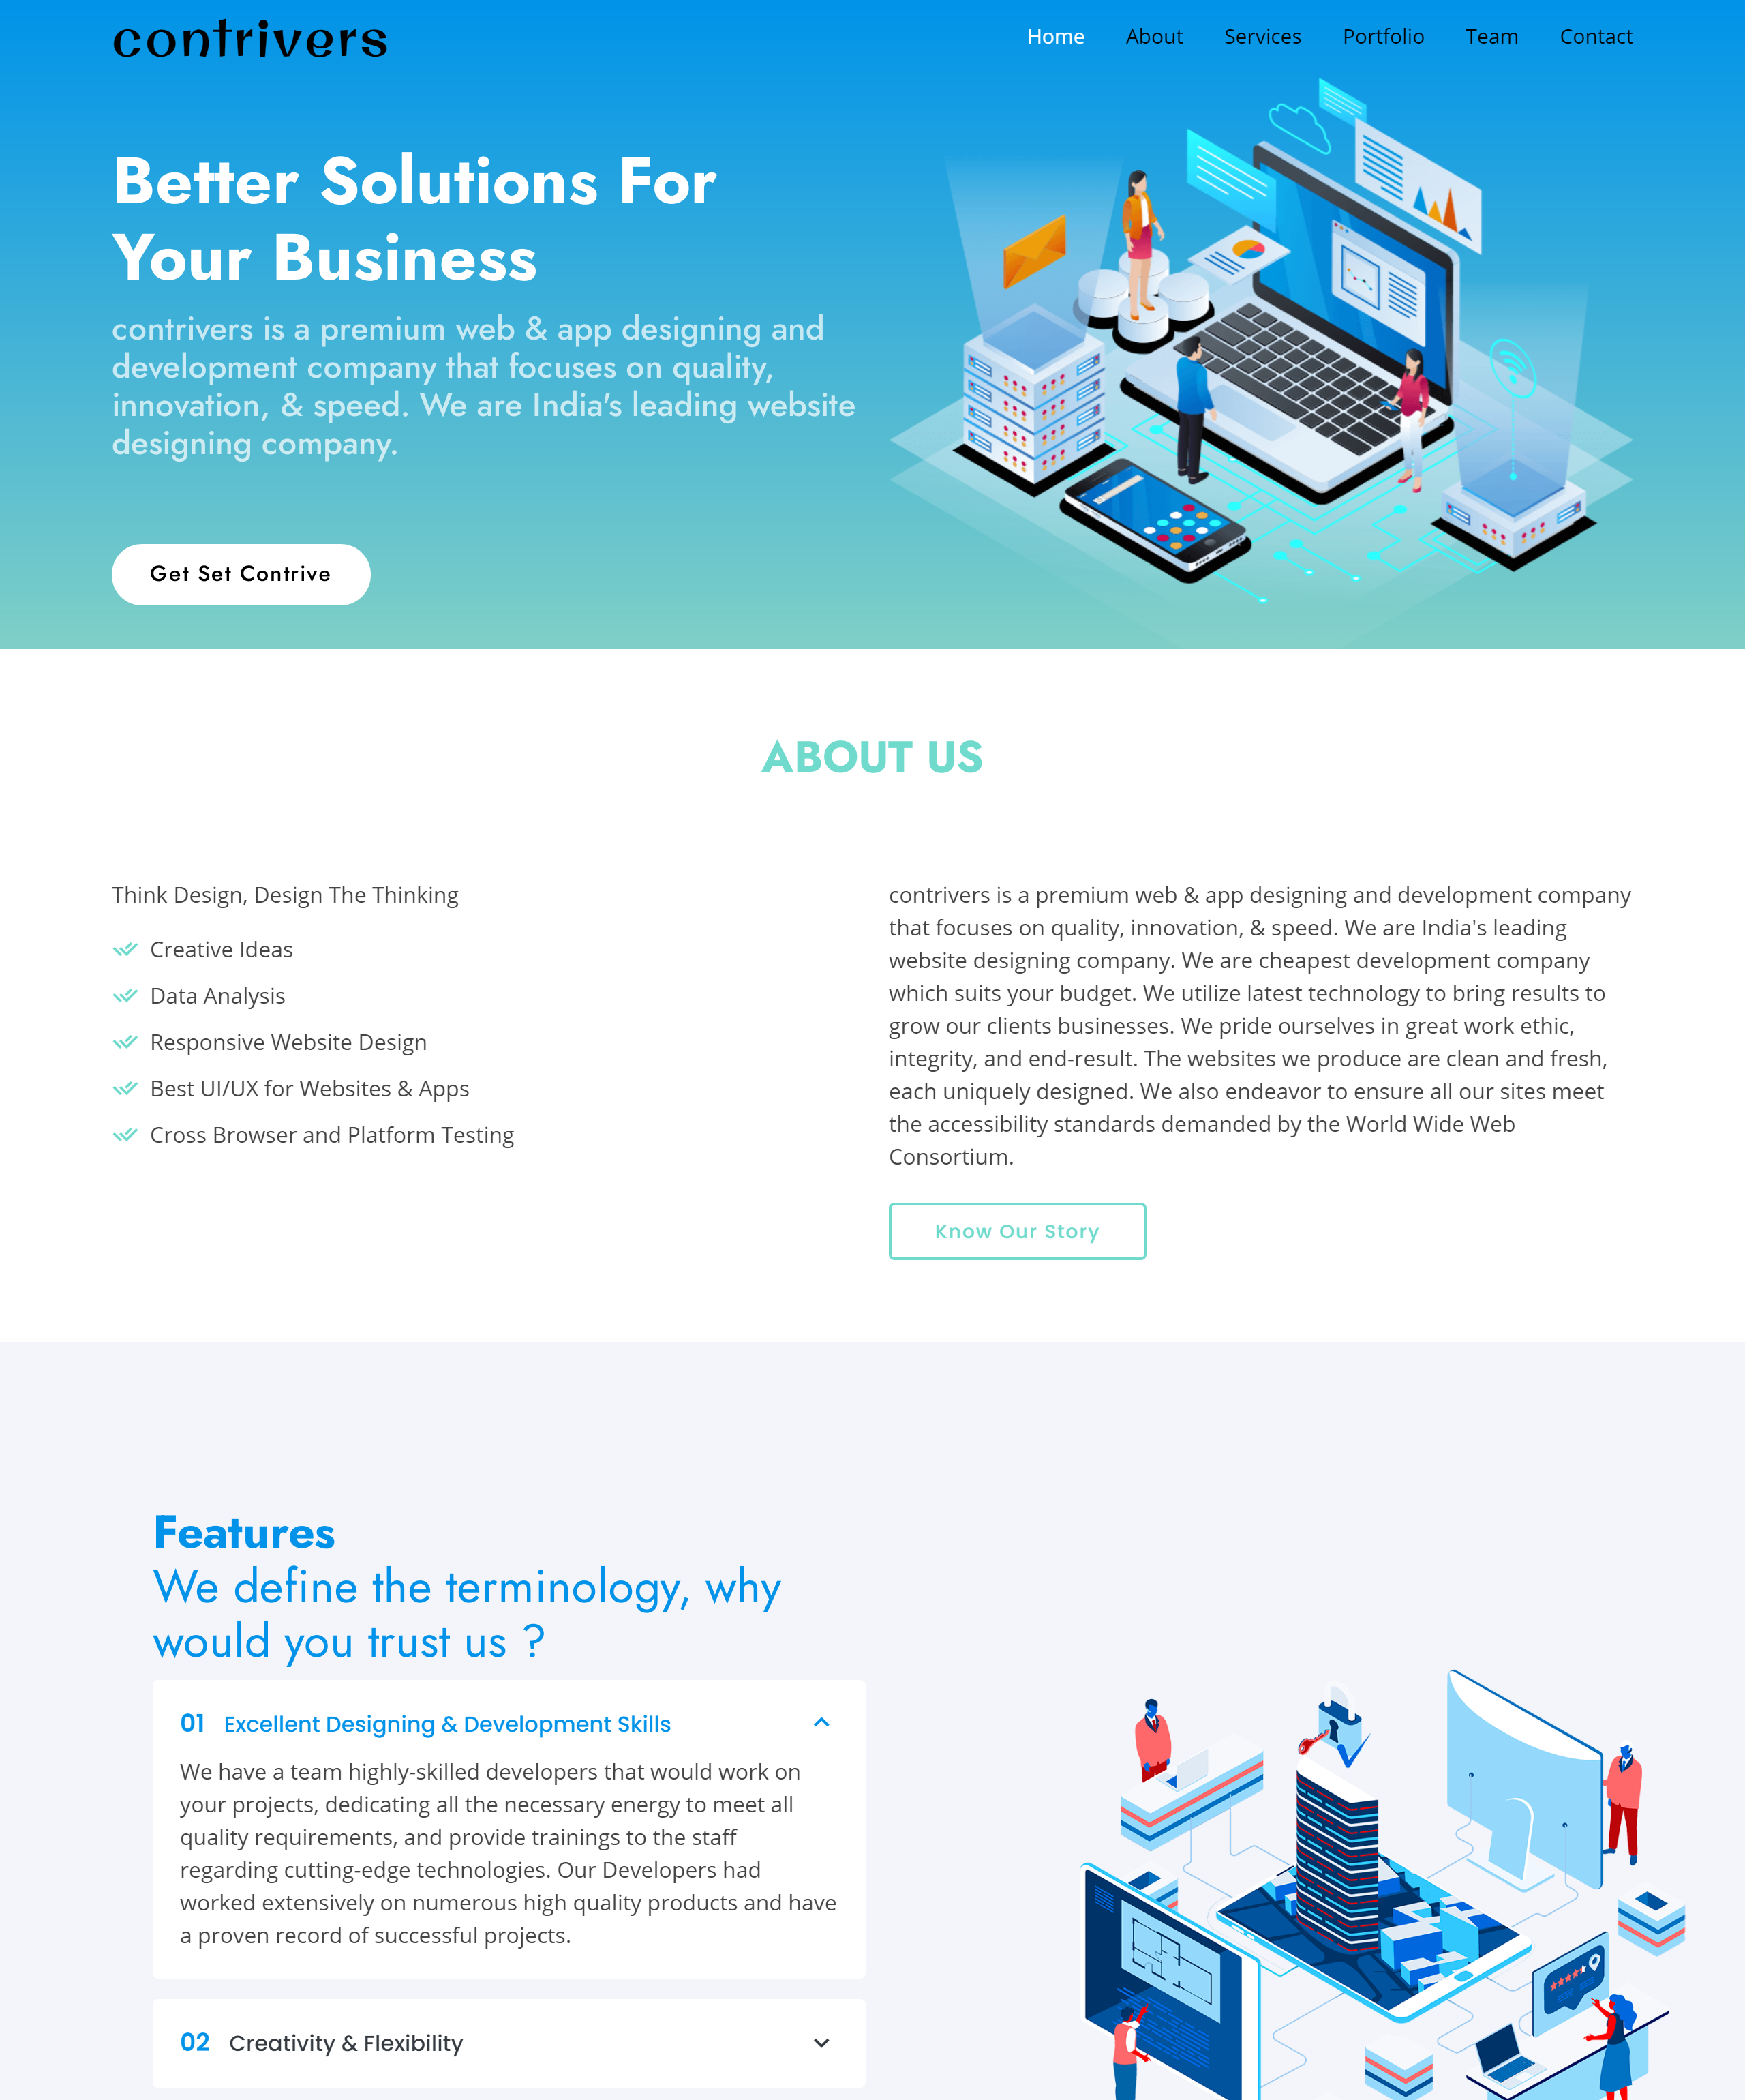 contrivers
Home About Services Portfolio Team Contact
Better Solutions For
Your Business
contrivers is a premium web & app designing and
development company that focuses on quality,
innovation, & speed. We are India's leading website
designing company.
Get Set Contrive
ABOUT US
Think Design, Design The Thinking
Creative Ideas
Data Analysis
Responsive Website Design
Best UI/UX for Websites & Apps
Cross Browser and Platform Testing
contrivers is a premium web & app designing and development company
that focuses on quality, innovation, & speed. We are India's leading
website designing company. We are cheapest development company
which suits your budget. We utilize latest technology to bring results to
grow our clients businesses. We pride ourselves in great work ethic,
integrity, and end-result. The websites we produce are clean and fresh,
each uniquely designed. We also endeavor to ensure all our sites meet
the accessibility standards demanded by the World Wide Web
Consortium.
Know Our Story
Features
We define the terminology, why
would you trust us ?
01 Excellent Designing & Development Skills
We have a team highly-skilled developers that would work on
your projects, dedicating all the necessary energy to meet all
quality requirements, and provide trainings to the staff
regarding cutting-edge technologies. Our Developers had
worked extensively on numerous high quality products and have
a proven record of successful projects.
02 Creativity & Flexibility